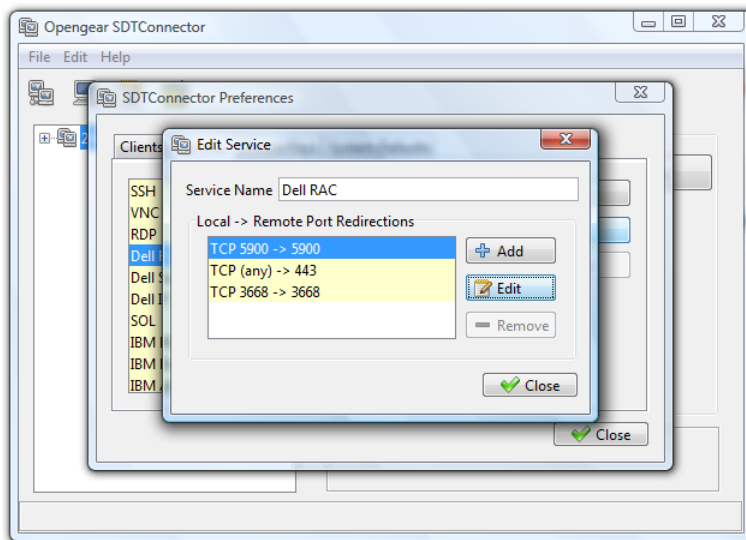 Opengear SDTConnector
File Edit Help
SDTConnector Preferences
2
Clients
Edit Service
Service Name Dell RAC
Local -> Remote Port Redirections
TCP 5900 -> 5900
TCP (any) -> 443
TCP 3668 -> 3668
Add
Edit
Remove
Close
SSH
VNC
RDP
Dell
Dell
Dell
SOL
IBM
IBM
IBM
Close